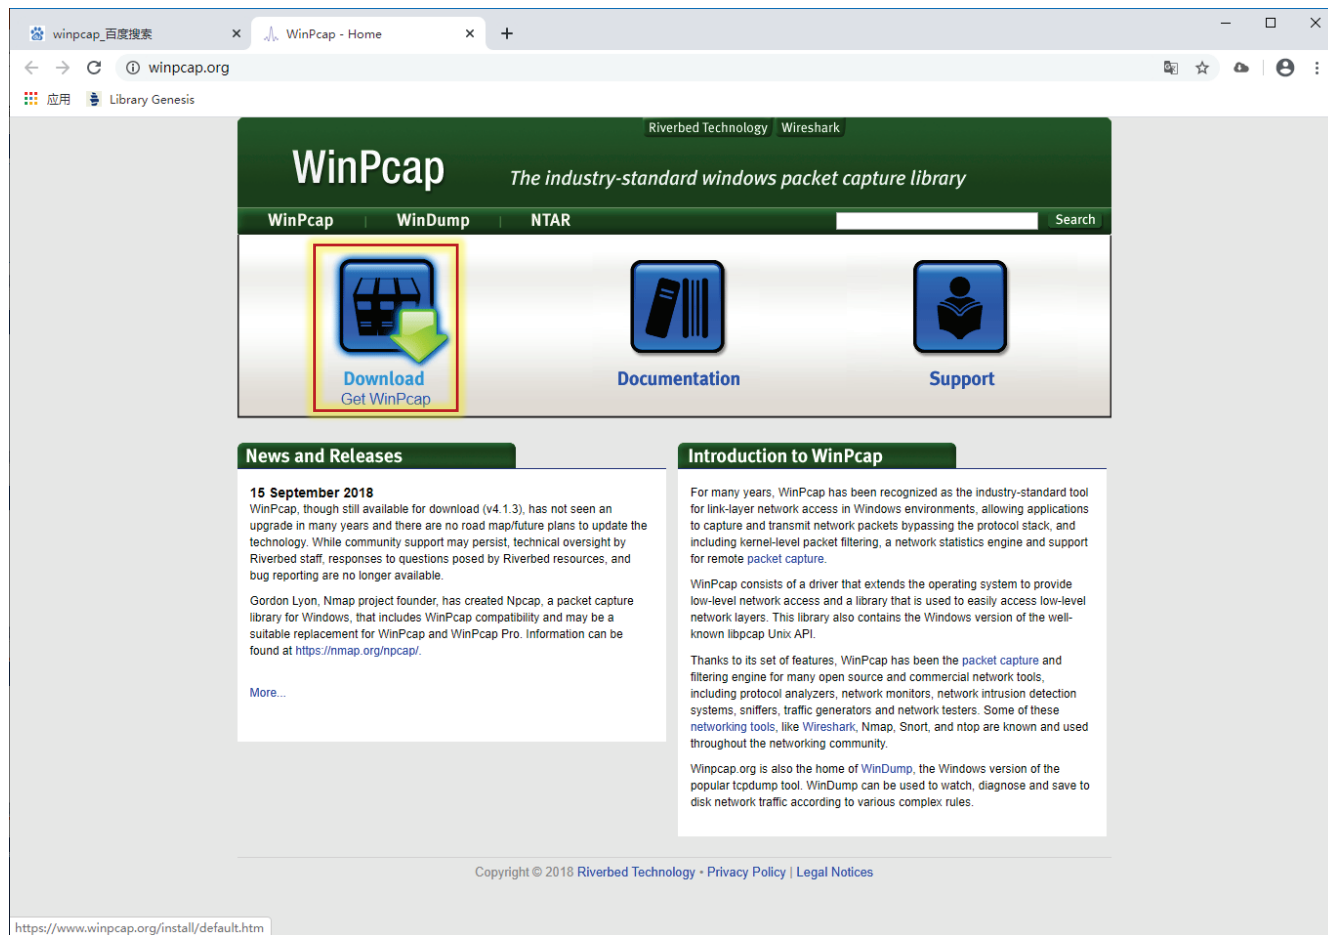 winpcap_百度搜索
WinPcap - Home
winpcap.org
应用
Library Genesis
Riverbed Technology
Wireshark
WinPcap
The industry-standard windows packet capture library
WinPcap | WinDump | NTAR
Search
Download
Get WinPcap
Documentation
Support
News and Releases
15 September 2018
WinPcap, though still available for download (v4.1.3), has not seen an
upgrade in many years and there are no road map/future plans to update the
technology. While community support may persist, technical oversight by
Riverbed staff, responses to questions posed by Riverbed resources, and
bug reporting are no longer available.
Gordon Lyon, Nmap project founder, has created Npcap, a packet capture
library for Windows, that includes WinPcap compatibility and may be a
suitable replacement for WinPcap and WinPcap Pro. Information can be
found at https://nmap.org/npcap/.
More...
Introduction to WinPcap
For many years, WinPcap has been recognized as the industry-standard tool
for link-layer network access in Windows environments, allowing applications
to capture and transmit network packets bypassing the protocol stack, and
including kernel-level packet filtering, a network statistics engine and support
for remote packet capture.
WinPcap consists of a driver that extends the operating system to provide
low-level network access and a library that is used to easily access low-level
network layers. This library also contains the Windows version of the well-
known libpcap Unix API.
Thanks to its set of features, WinPcap has been the packet capture and
filtering engine for many open source and commercial network tools,
including protocol analyzers, network monitors, network intrusion detection
systems, sniffers, traffic generators and network testers. Some of these
networking tools, like Wireshark, Nmap, Snort, and ntop are known and used
throughout the networking community.
Winpcap.org is also the home of WinDump, the Windows version of the
popular tcpdump tool. WinDump can be used to watch, diagnose and save to
disk network traffic according to various complex rules.
Copyright © 2018 Riverbed Technology • Privacy Policy | Legal Notices
https://www.winpcap.org/install/default.htm